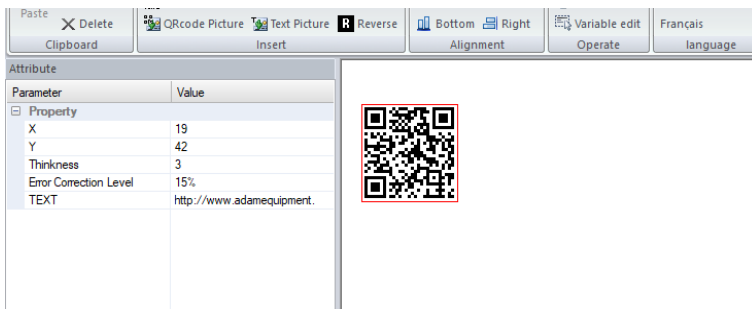 Paste
Delete
QRcode Picture Text Picture R Reverse
Bottom Right
Variable edit
Français
Clipboard Insert Alignment Operate language
Attribute
Parameter Value
Property
X 19
Y 42
Thinkness 3
Error Correction Level 15%
TEXT http://www.adamequipment.